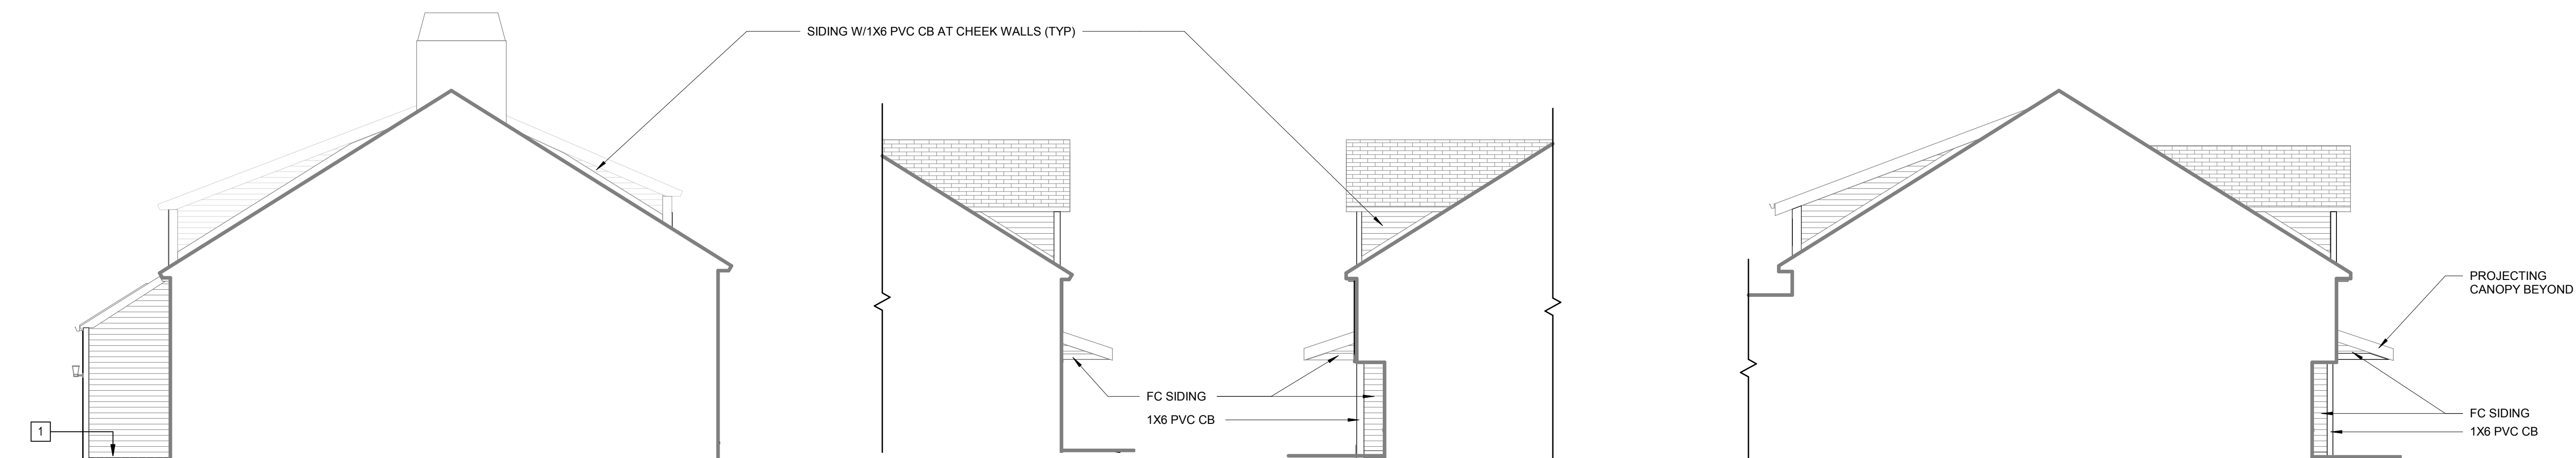 SIDING W/1X6 PVC CB AT CHEEK WALLS (TYP)
PROJECTING
CANOPY BEYOND
FC SIDING
1X6 PVC CB
FC SIDING
1X6 PVC CB
1